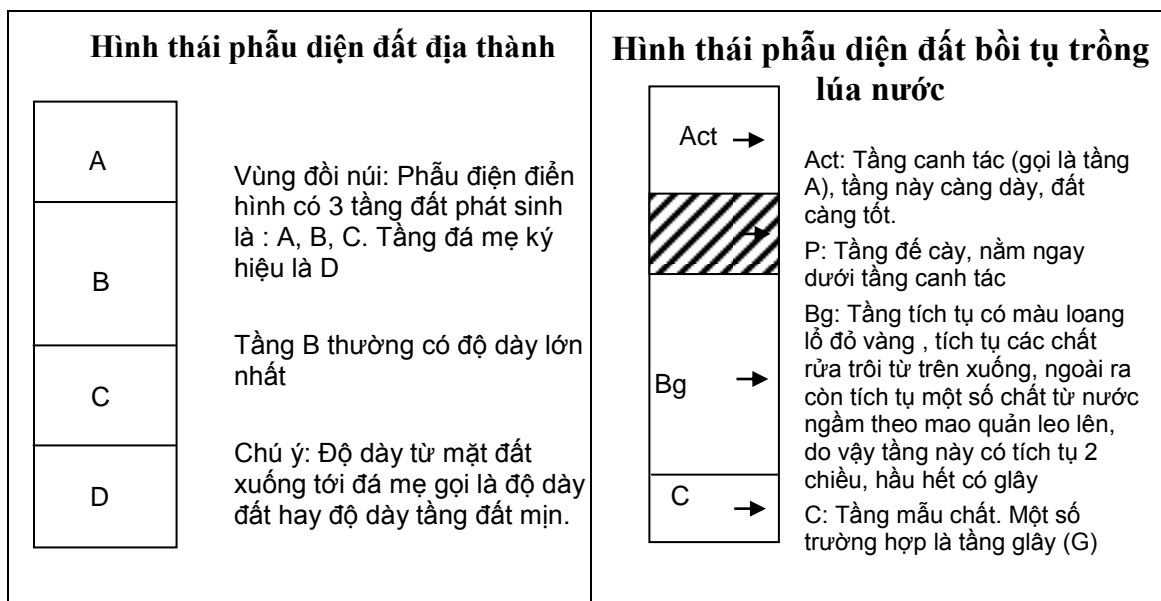 Hình thái phẫu diện đất địa thành
A
B
C
D
Vùng đồi núi: Phẫu điện điển
hình có 3 tầng đất phát sinh
là : A, B, C. Tầng đá mẹ ký
hiệu là D
Tầng B thường có độ dày lớn
nhất
Chú ý: Độ dày từ mặt đất
xuống tới đá mẹ gọi là độ dày
đất hay độ dày tầng đất mịn.
Hình thái phẫu diện đất bồi tụ trồng
lúa nước
Act
Bg
C
Act: Tầng canh tác (gọi là tầng
A), tầng này càng dày, đất
càng tốt.
P: Tầng đế cày, nằm ngay
dưới tầng canh tác
Bg: Tầng tích tụ có màu loang
lổ đỏ vàng , tích tụ các chất
rửa trôi từ trên xuống, ngoài ra
còn tích tụ một số chất từ nước
ngầm theo mao quản leo lên,
do vậy tầng này có tích tụ 2
chiều, hầu hết có glây
C: Tầng mẫu chất. Một số
trường hợp là tầng glây (G)